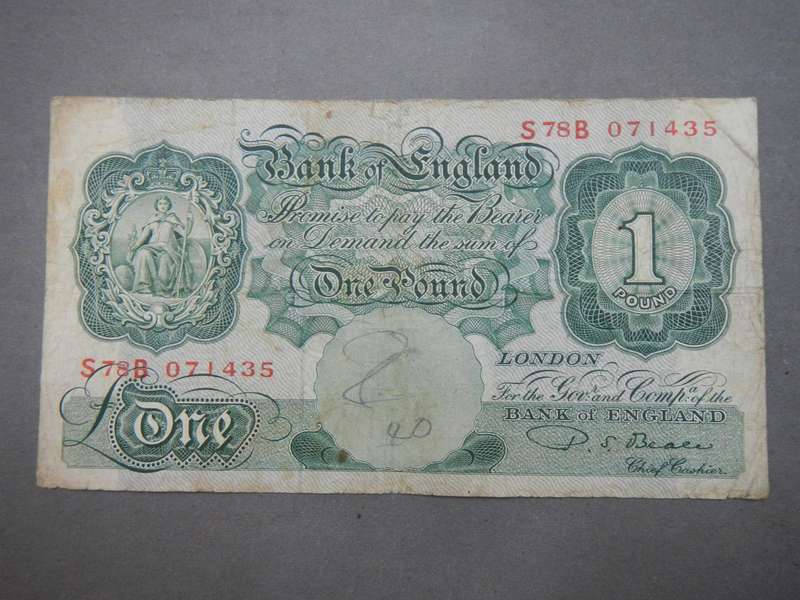 S78B 071435
Bank of England
Promise to pay the Bearer
on Demand the sum of
One Pound
1
POUND
S78B 071435
£One
LONDON
For the Govr. and Compa. of the
BANK of ENGLAND
P. S. Beale
Chief Cashier.
40